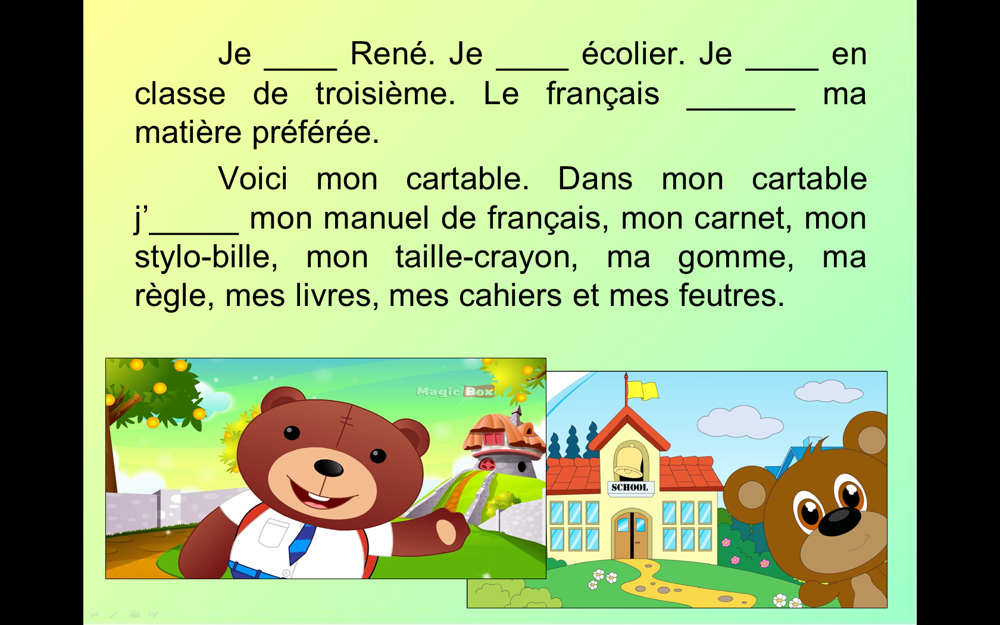 Je ____ René. Je ____ écolier. Je ____ en
classe de troisième. Le français ______ ma
matière préférée.
Voici mon cartable. Dans mon cartable
j’_____ mon manuel de français, mon carnet, mon
stylo-bille, mon taille-crayon, ma gomme, ma
règle, mes livres, mes cahiers et mes feutres.
Magic Box
SCHOOL